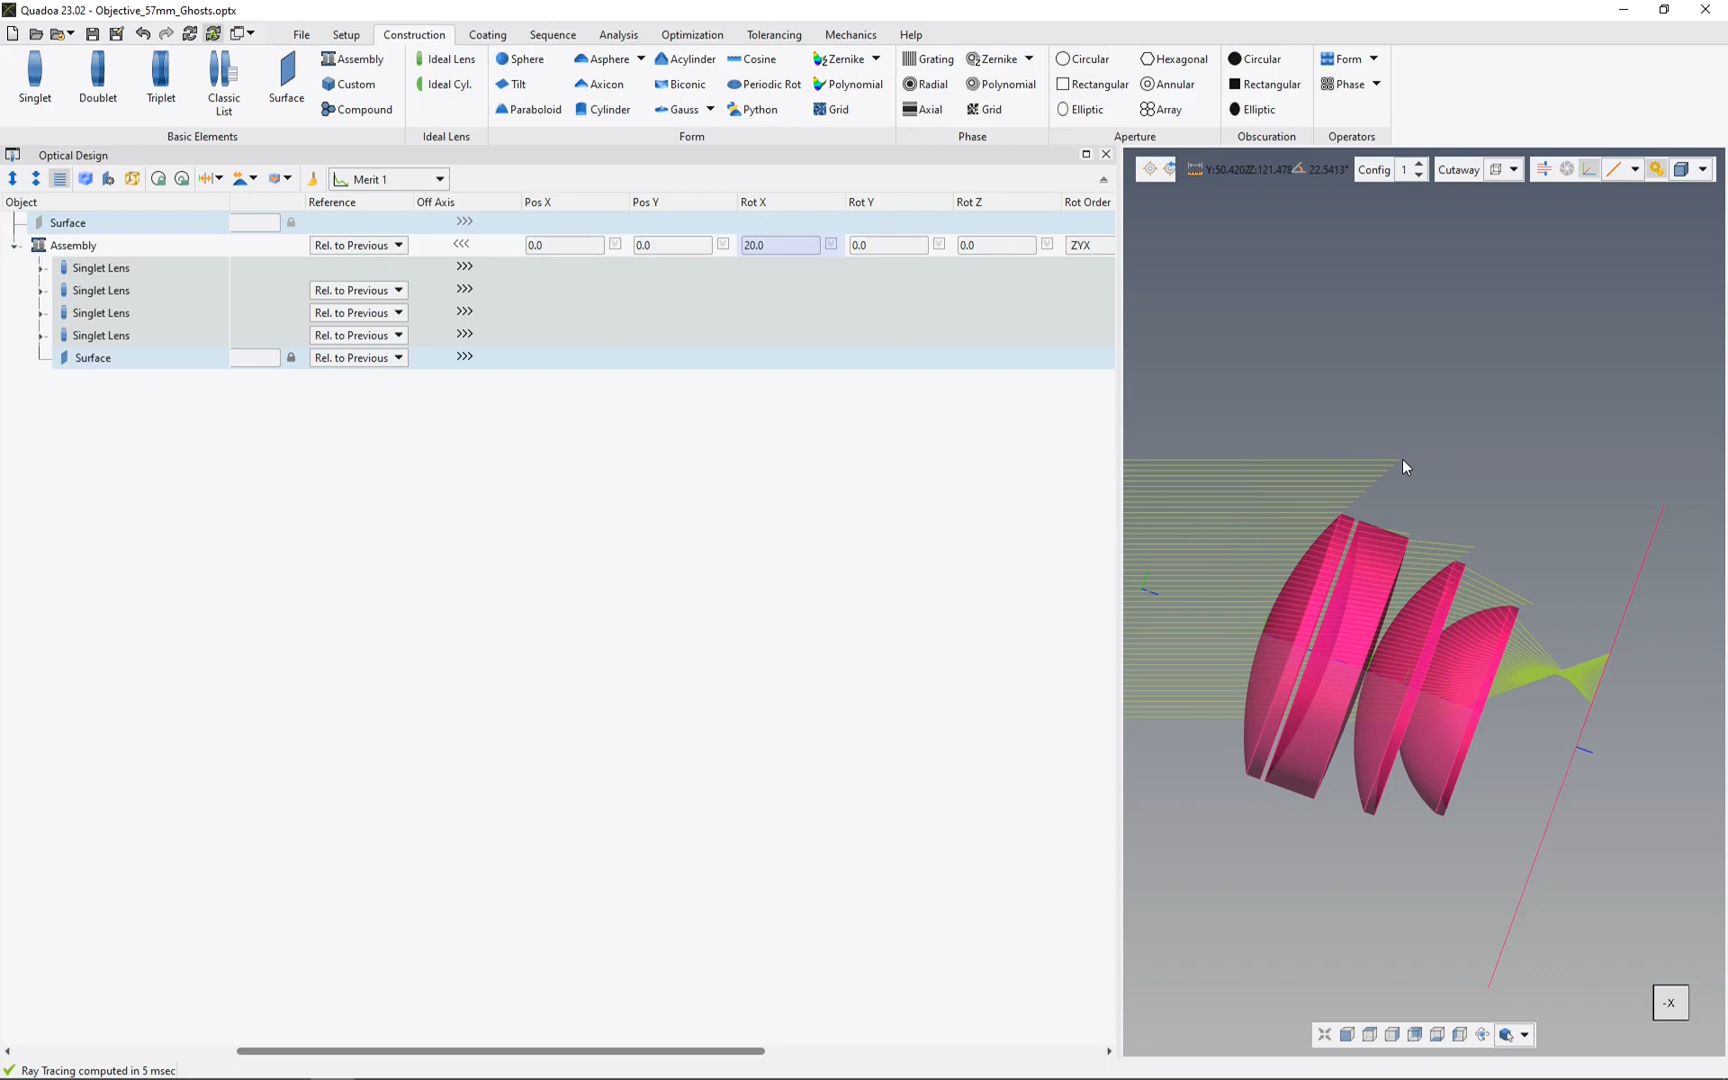 Quadoa 23.02 - Objective_57mm_Ghosts.optx
File Setup Construction Coating Sequence Analysis Optimization Tolerancing Mechanics Help
Singlet
Doublet
Triplet
Classic
List
Surface
Assembly
Custom
Compound
Basic Elements
Ideal Lens
Ideal Cyl.
Ideal Lens
Sphere Asphere Acylinder Cosine Zernike
Tilt Axicon Biconic Periodic Rot Polynomial
Paraboloid Cylinder Gauss Python Grid
Form
Grating Zernike
Radial Polynomial
Axial Grid
Phase
Circular Hexagonal
Rectangular Annular
Elliptic Array
Aperture
Circular
Rectangular
Elliptic
Obscuration
Form
Phase
Operators
Optical Design
Merit 1
Object Reference Off Axis Pos X Pos Y Rot X Rot Y Rot Z Rot Order
Surface >>>
Assembly Rel. to Previous <<< 0.0 0.0 20.0 0.0 0.0 ZYX
Singlet Lens >>>
Singlet Lens Rel. to Previous >>>
Singlet Lens Rel. to Previous >>>
Singlet Lens Rel. to Previous >>>
Surface Rel. to Previous >>>
22.5413° Config 1 Cutaway
-X
Ray Tracing computed in 5 msec